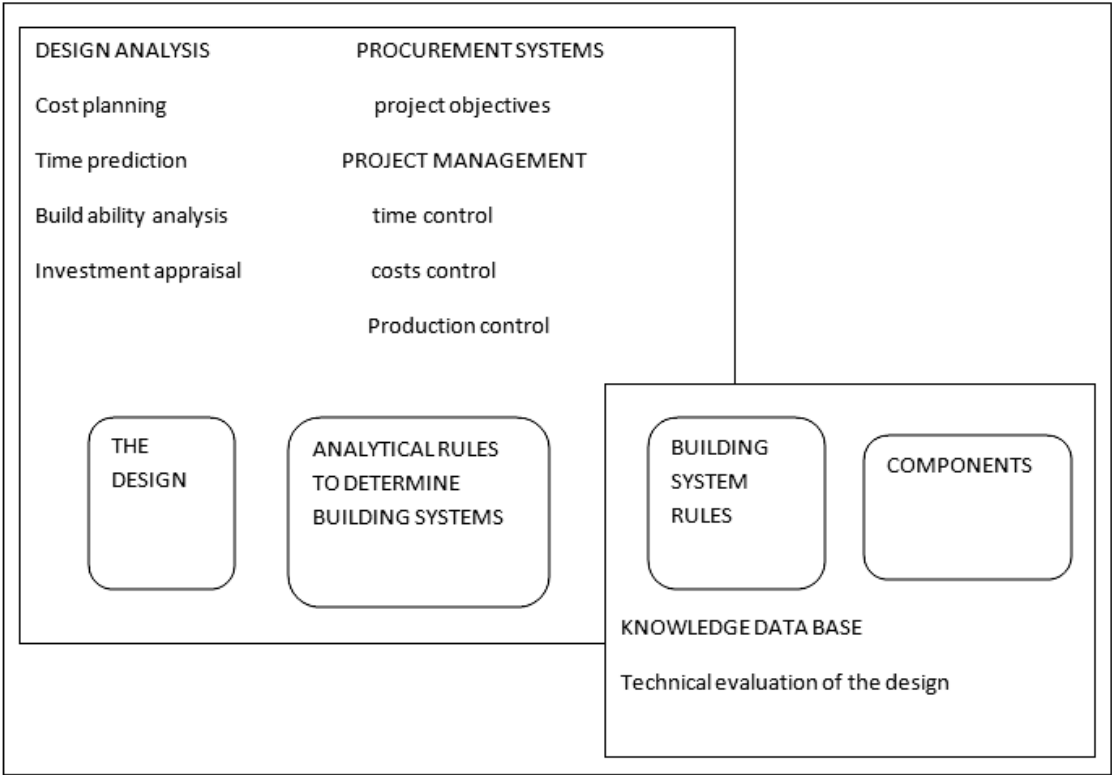 DESIGN ANALYSIS PROCUREMENT SYSTEMS
Cost planning project objectives
Time prediction PROJECT MANAGEMENT
Build ability analysis time control
Investment appraisal costs control
Production control
THE
DESIGN
ANALYTICAL RULES
TO DETERMINE
BUILDING SYSTEMS
BUILDING
SYSTEM
RULES
COMPONENTS
KNOWLEDGE DATA BASE
Technical evaluation of the design